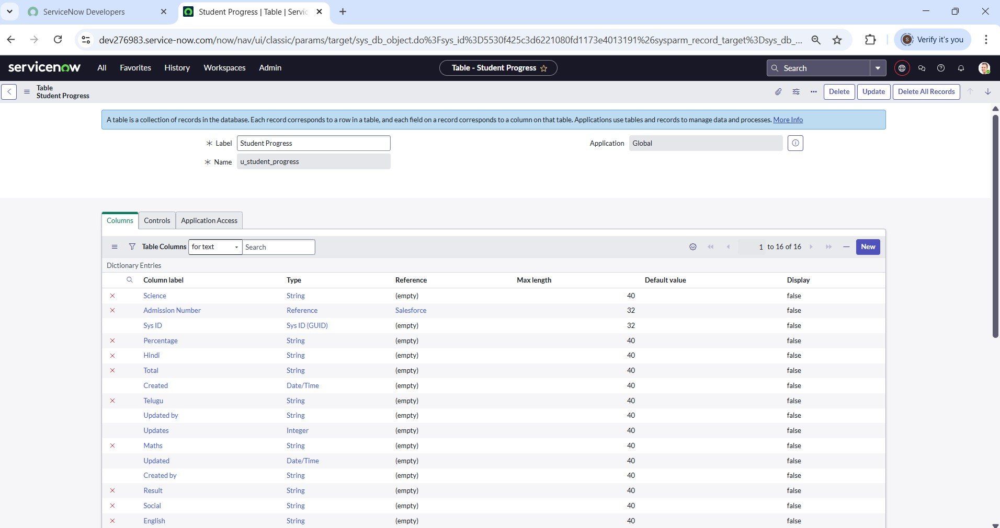 ServiceNow Developers
Student Progress | Table | Servic
dev276983.service-now.com/now/nav/ui/classic/params/target/sys_db_object.do%3Fsys_id%3D5530f425c3d6221080fd1173e4013191%26sysparm_record_target%3Dsys_db_...
S Verify it's you
servicenow All Favorites History Workspaces Admin Table - Student Progress Search
Table
Student Progress
Delete Update Delete All Records
A table is a collection of records in the database. Each record corresponds to a row in a table, and each field on a record corresponds to a column on that table. Applications use tables and records to manage data and processes. More Info
Label Student Progress Application Global
Name u_student_progress
Columns Controls Application Access
Table Columns for text Search 1 to 16 of 16 New
Dictionary Entries
Column label Type Reference Max length Default value Display
Science String (empty) 40 false
Admission Number Reference Salesforce 32 false
Sys ID Sys ID (GUID) (empty) 32 false
Percentage String (empty) 40 false
Hindi String (empty) 40 false
Total String (empty) 40 false
Created Date/Time (empty) 40 false
Telugu String (empty) 40 false
Updated by String (empty) 40 false
Updates Integer (empty) 40 false
Maths String (empty) 40 false
Updated Date/Time (empty) 40 false
Created by String (empty) 40 false
Result String (empty) 40 false
Social String (empty) 40 false
English String (empty) 40 false